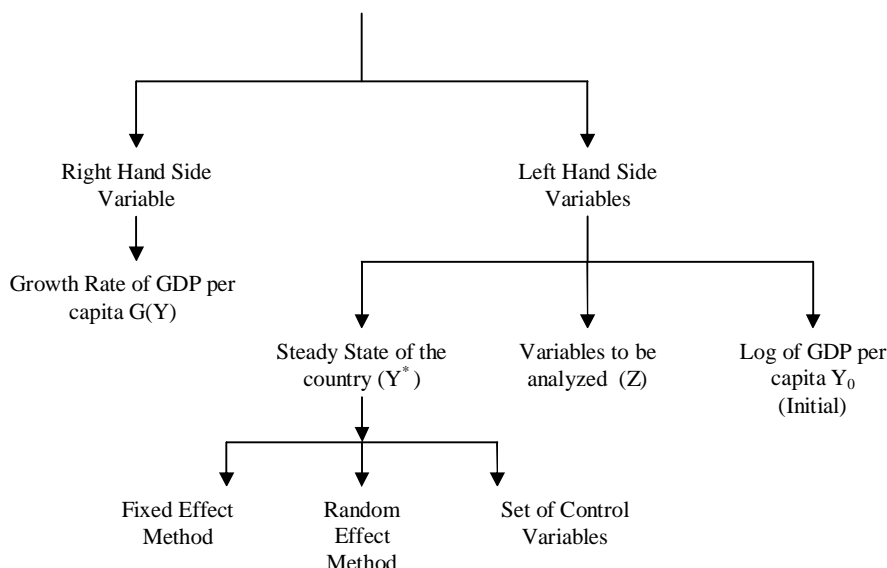 Right Hand Side
Variable
Left Hand Side
Variables
Growth Rate of GDP per
capita G(Y)
Steady State of the
country (Y*)
Variables to be
analyzed (Z)
Log of GDP per
capita Y0
(Initial)
Fixed Effect
Method
Random
Effect
Method
Set of Control
Variables